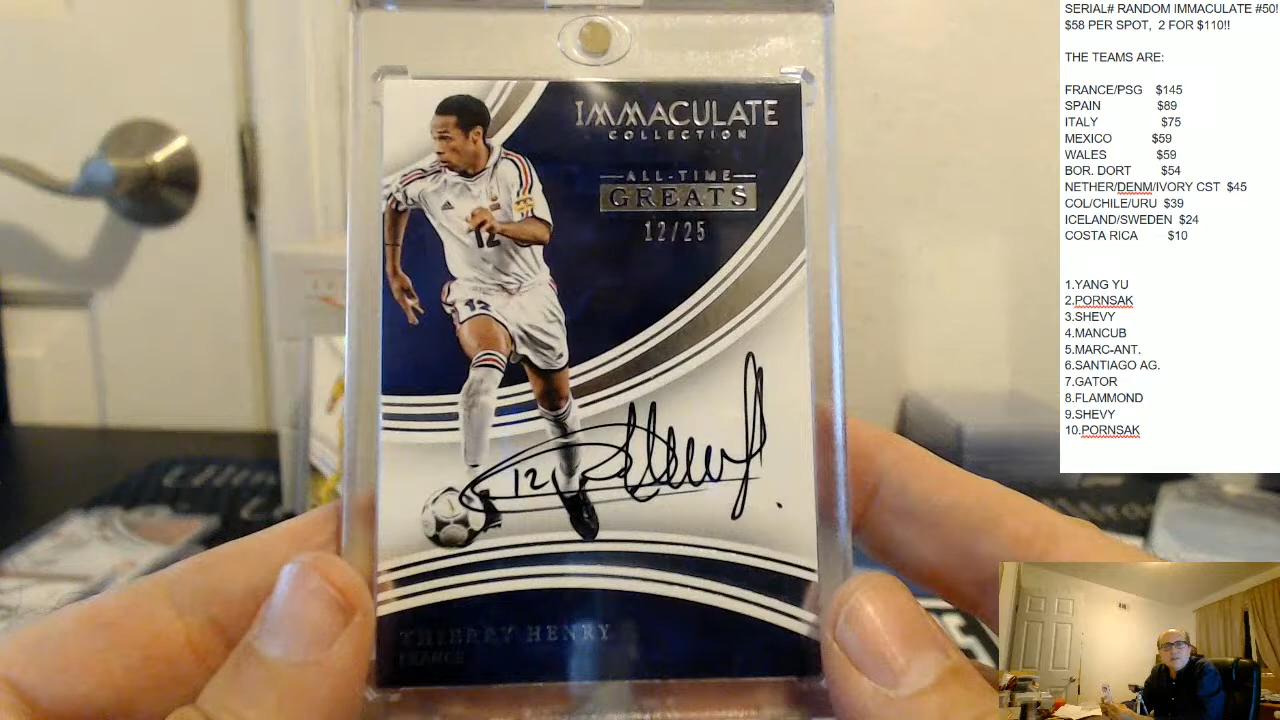 IMMACULATE
COLLECTION
ALL-TIME
GREATS
12/25
12
12
12
THIERRY HENRY
FRANCE
SERIAL# RANDOM IMMACULATE #50!
$58 PER SPOT, 2 FOR $110!!
THE TEAMS ARE:
FRANCE/PSG $145
SPAIN $89
ITALY $75
MEXICO $59
WALES $59
BOR. DORT $54
NETHER/DENM/IVORY CST $45
COL/CHILE/URU $39
ICELAND/SWEDEN $24
COSTA RICA $10
1.YANG YU
2.PORNSAK
3.SHEVY
4.MANCUB
5.MARC-ANT.
6.SANTIAGO AG.
7.GATOR
8.FLAMMOND
9.SHEVY
10.PORNSAK